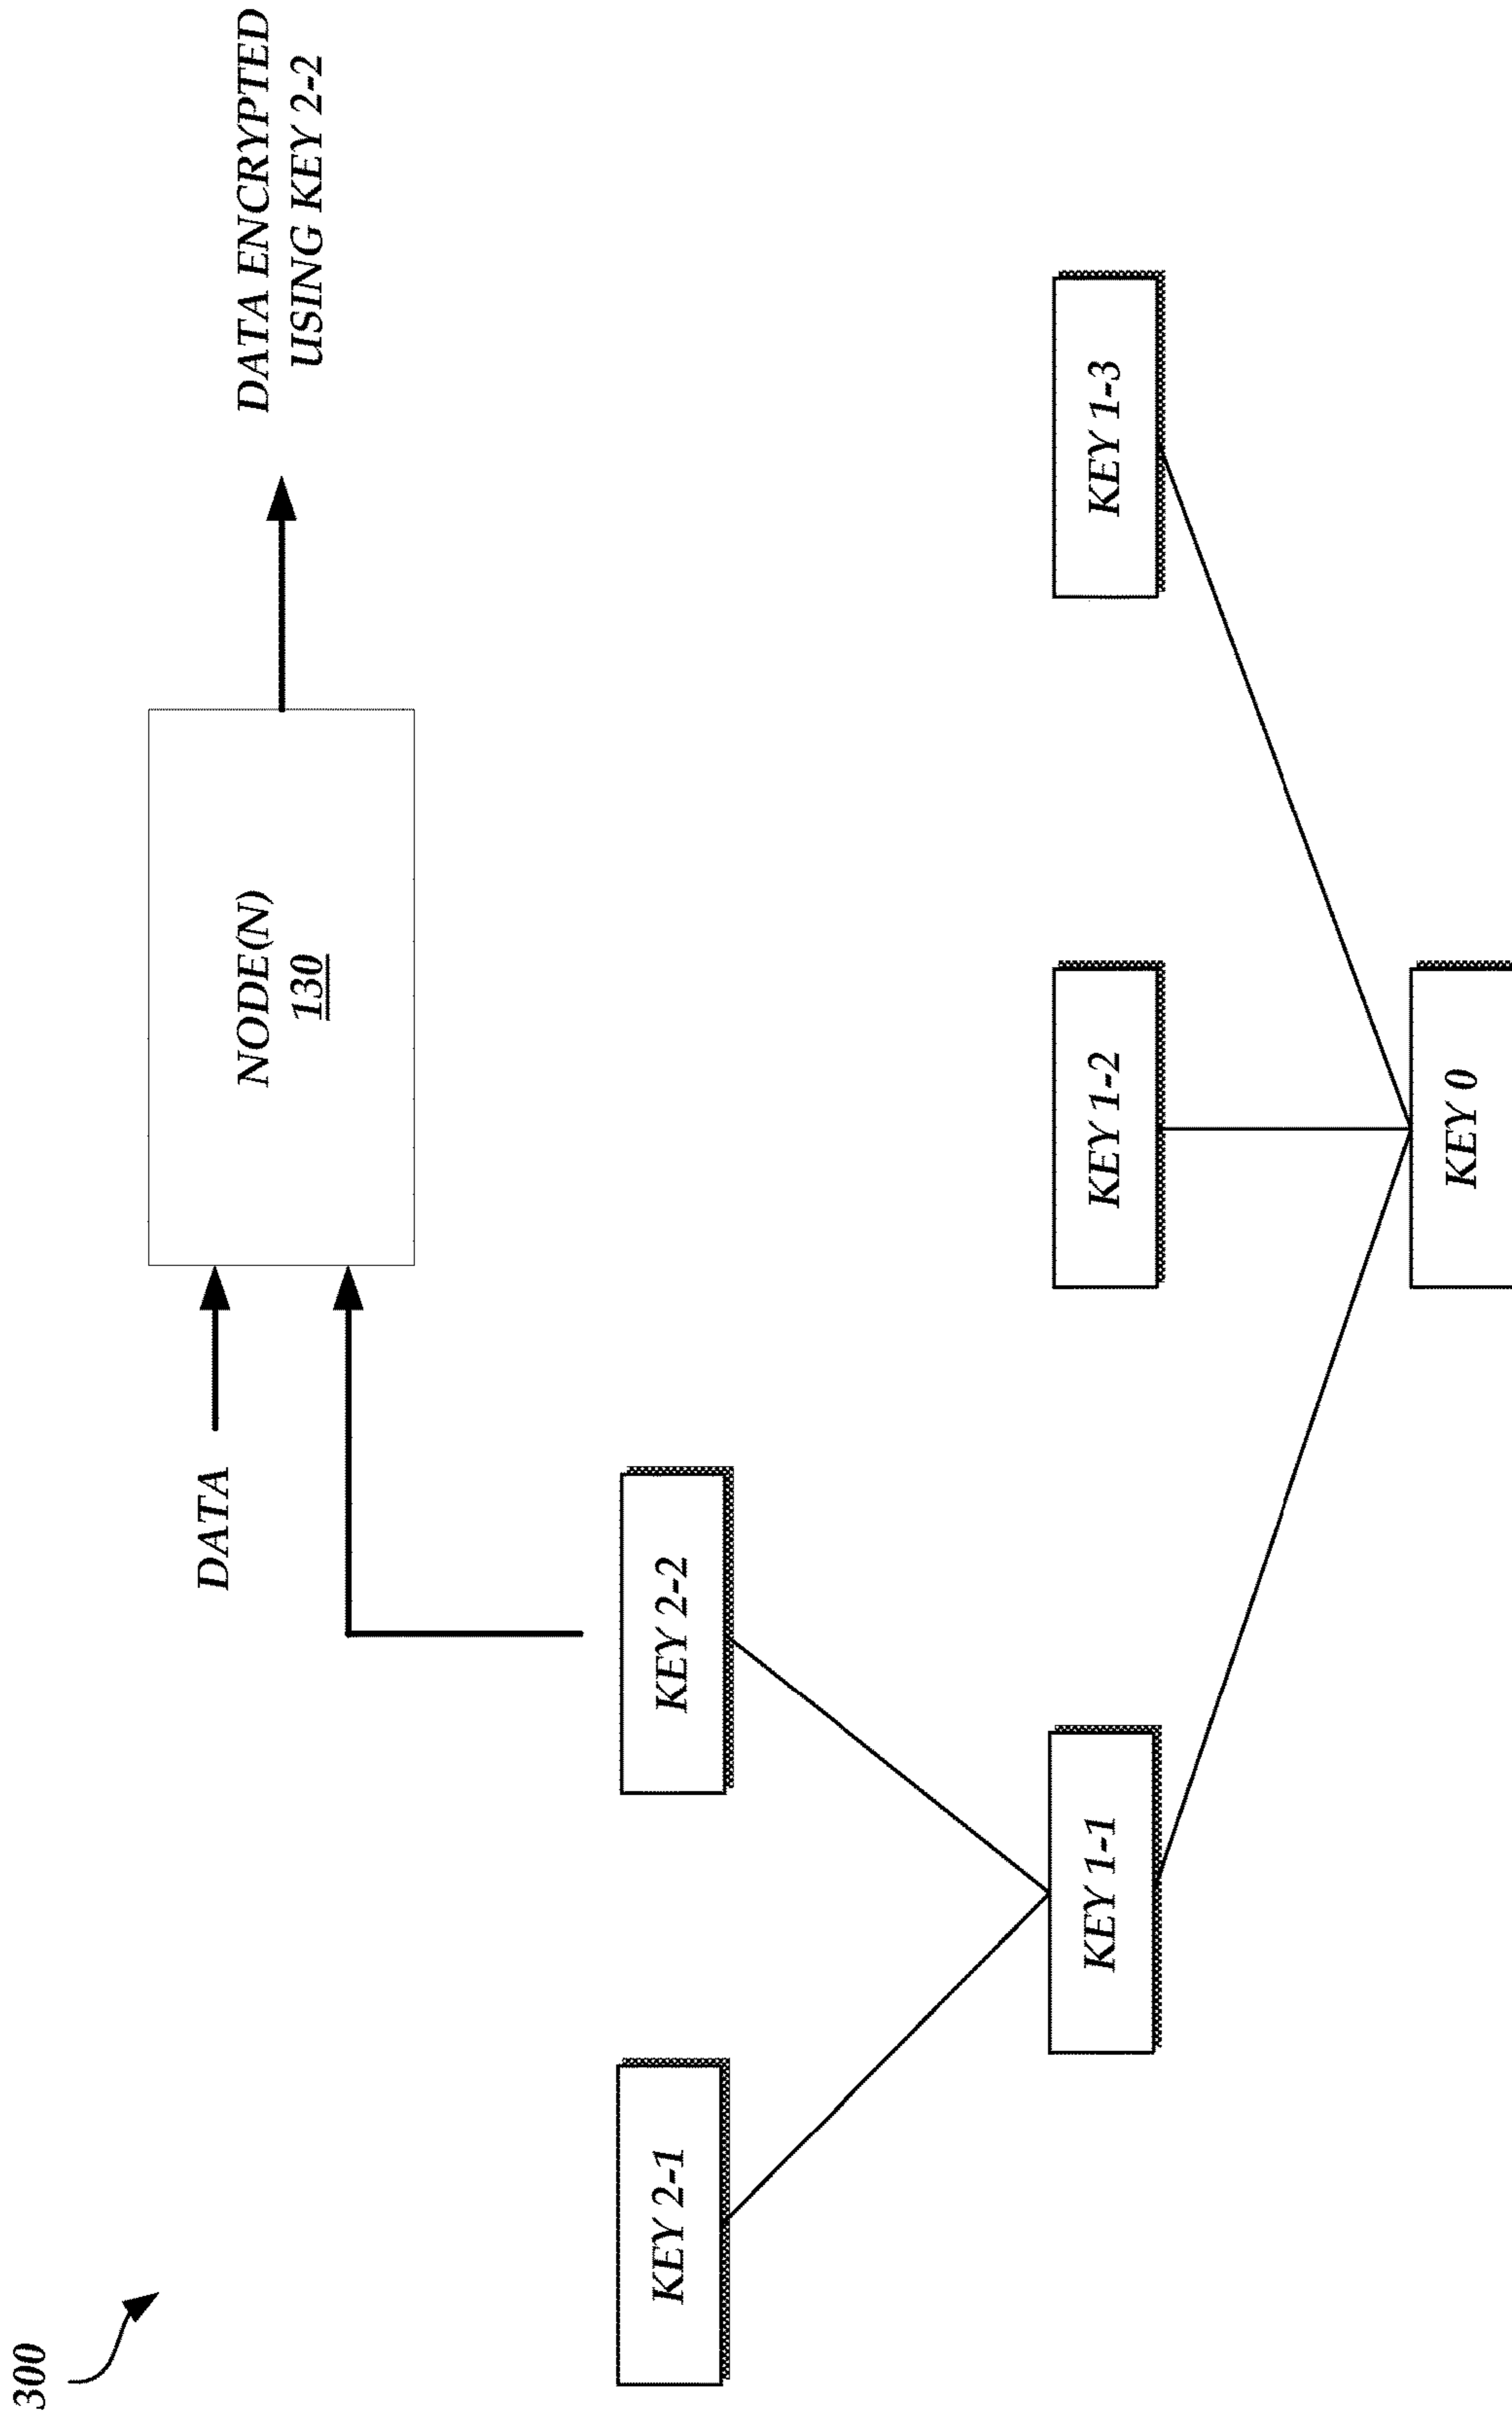 300
DATA
NODE(N)
130
DATA ENCRYPTED
USING KEY 2-2
KEY 2-1
KEY 2-2
KEY 1-1
KEY 1-2
KEY 1-3
KEY 0